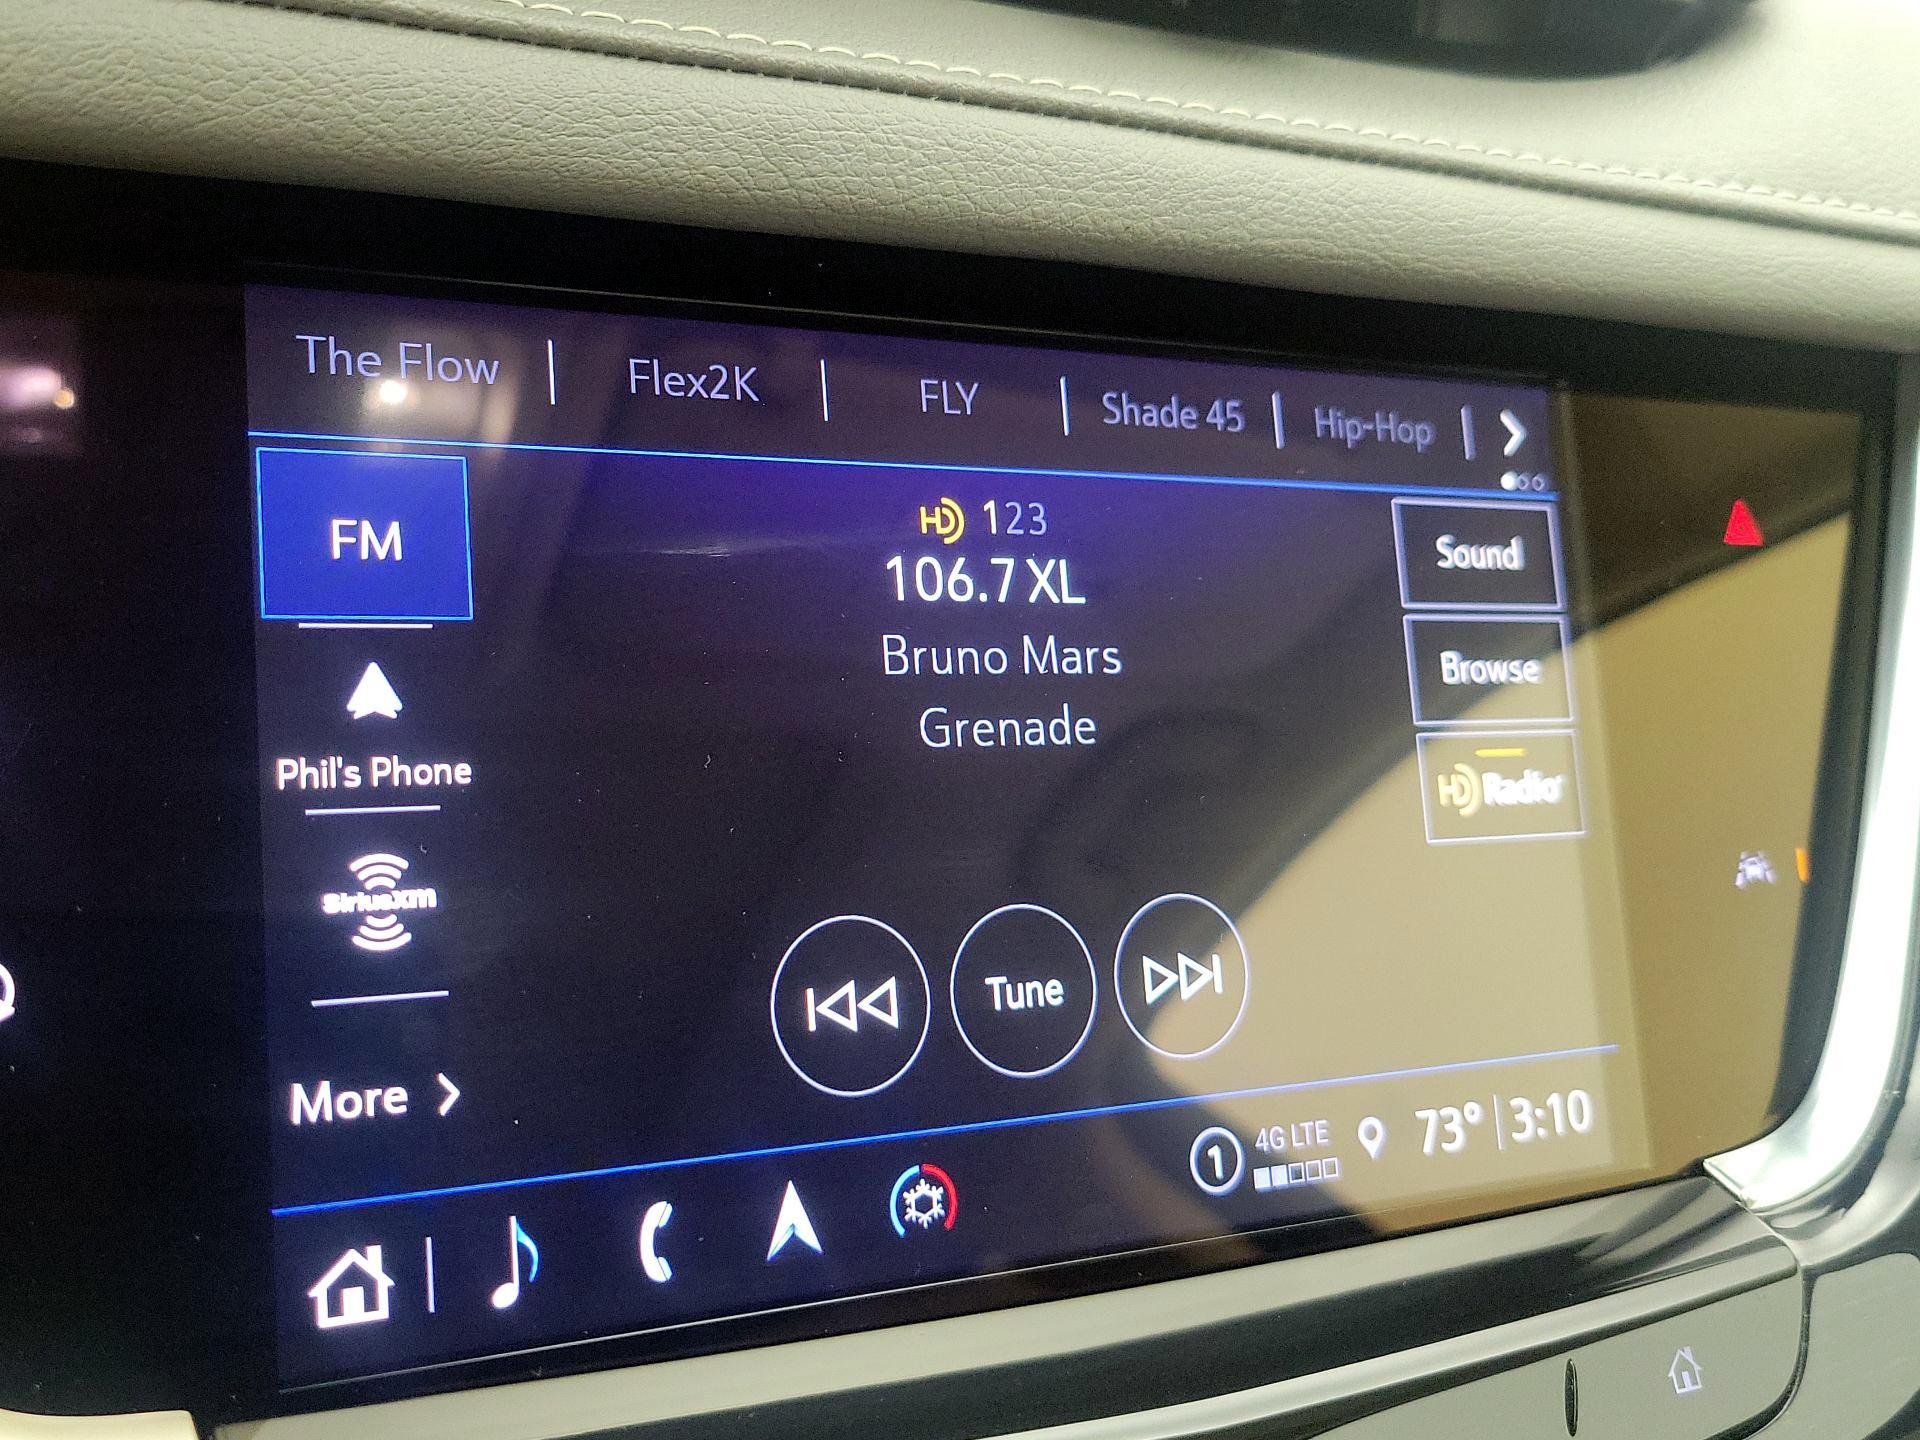 The Flow | Flex2K | FLY | Shade 45 | Hip-Hop
FM
HD 123
106.7 XL
Bruno Mars
Grenade
Sound
Browse
HD Radio
Phil's Phone
SiriusXm
More
Tune
1 4G LTE 73° | 3:10